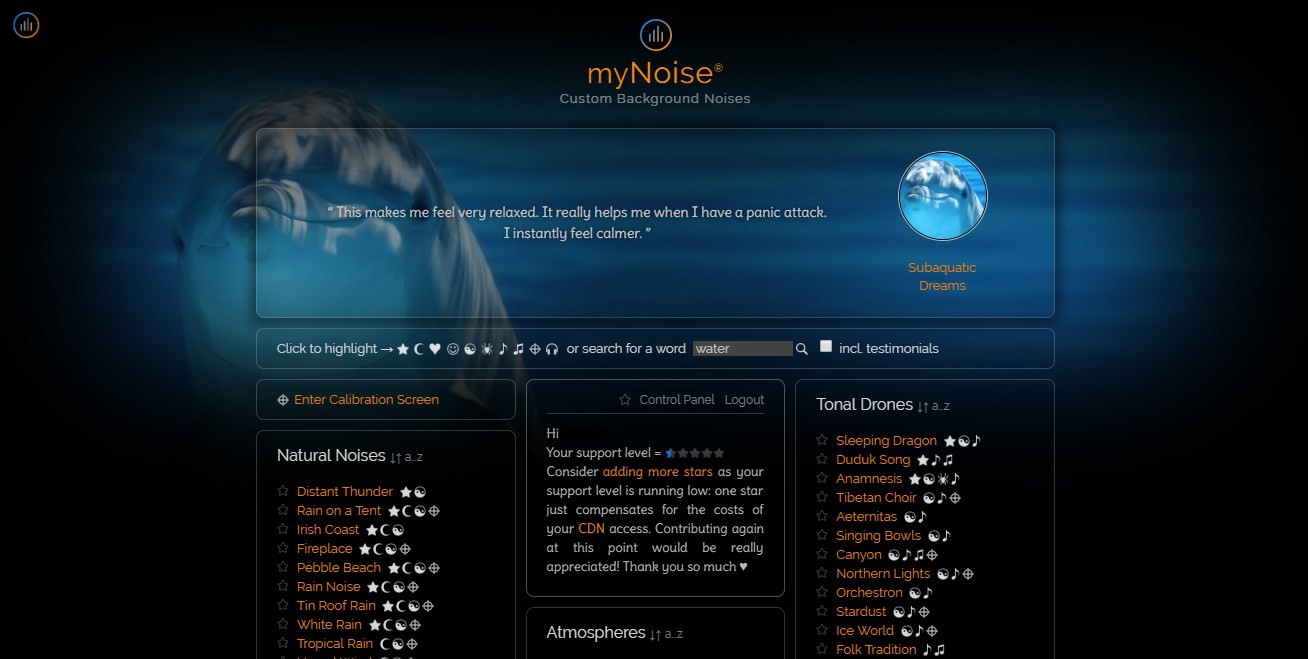 myNoise®
Custom Background Noises
“ This makes me feel very relaxed. It really helps me when I have a panic attack.
I instantly feel calmer. ”
Subaquatic
Dreams
Click to highlight → ★ ☾ ♥ ☺ ☯ ♪ ♫ or search for a word water incl. testimonials
Enter Calibration Screen
Natural Noises ↓↑ a..z
Distant Thunder
Rain on a Tent
Irish Coast
Fireplace
Pebble Beach
Rain Noise
Tin Roof Rain
White Rain
Tropical Rain
☆ Control Panel Logout
Hi
Your support level = ★★★★★
Consider adding more stars as your
support level is running low: one star
just compensates for the costs of
your CDN access. Contributing again
at this point would be really
appreciated! Thank you so much ♥
Atmospheres ↓↑ a..z
Tonal Drones ↓↑ a..z
Sleeping Dragon
Duduk Song
Anamnesis
Tibetan Choir
Aeternitas
Singing Bowls
Canyon
Northern Lights
Orchestron
Stardust
Ice World
Folk Tradition